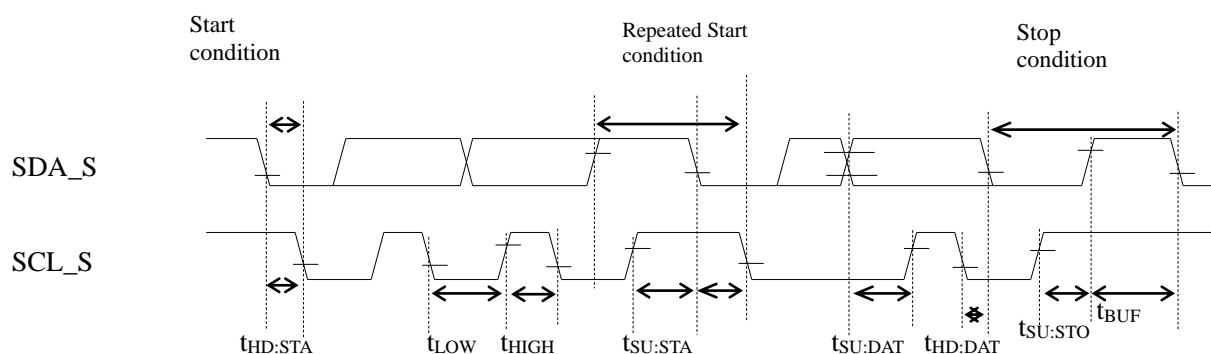 Start
condition
Repeated Start
condition
Stop
condition
SDA_S
SCL_S
tHD:STA
tLOW
tHIGH
tSU:STA
tSU:DAT
tHD:DAT
tSU:STO
tBUF